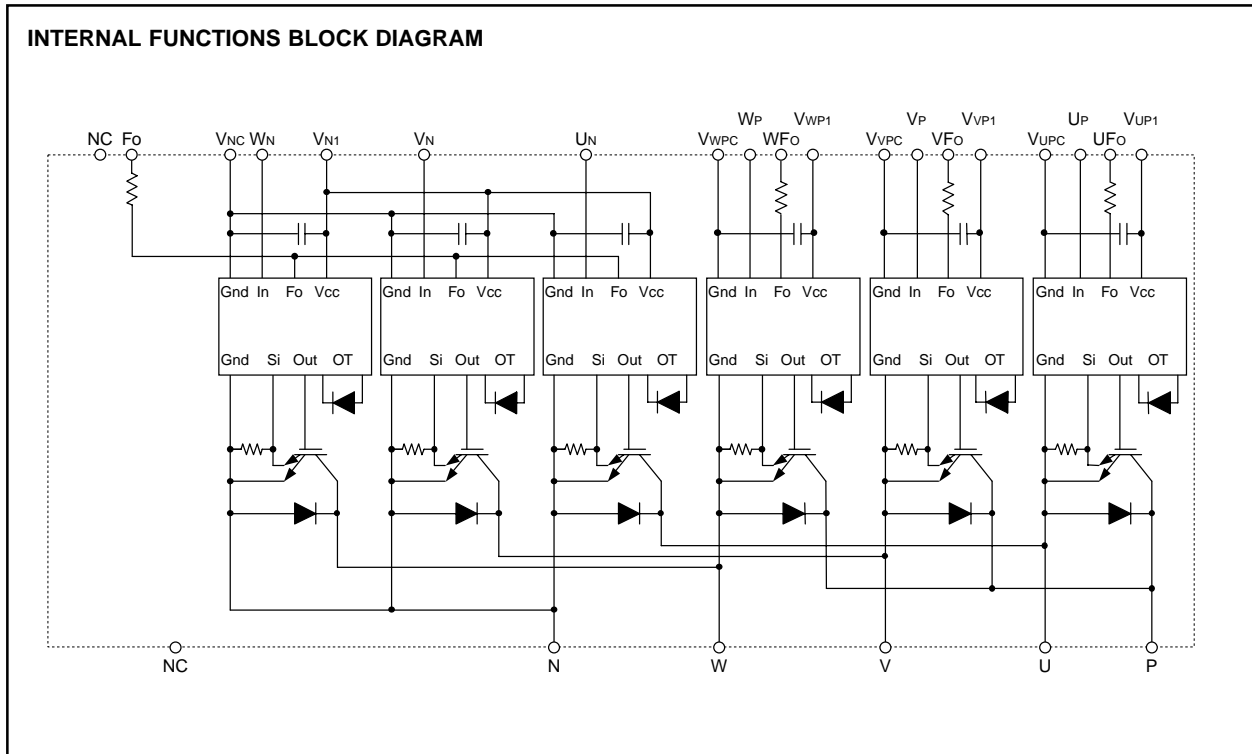 INTERNAL FUNCTIONS BLOCK DIAGRAM
WP VWP1 VP VVP1 UP VUP1
NC FO VNC WN VN1 VN UN VWPC WFO VVPC VFO VUPC UFO
Gnd In Fo Vcc Gnd In Fo Vcc Gnd In Fo Vcc Gnd In Fo Vcc Gnd In Fo Vcc Gnd In Fo Vcc
Gnd Si Out OT Gnd Si Out OT Gnd Si Out OT Gnd Si Out OT Gnd Si Out OT Gnd Si Out OT
NC N W V U P